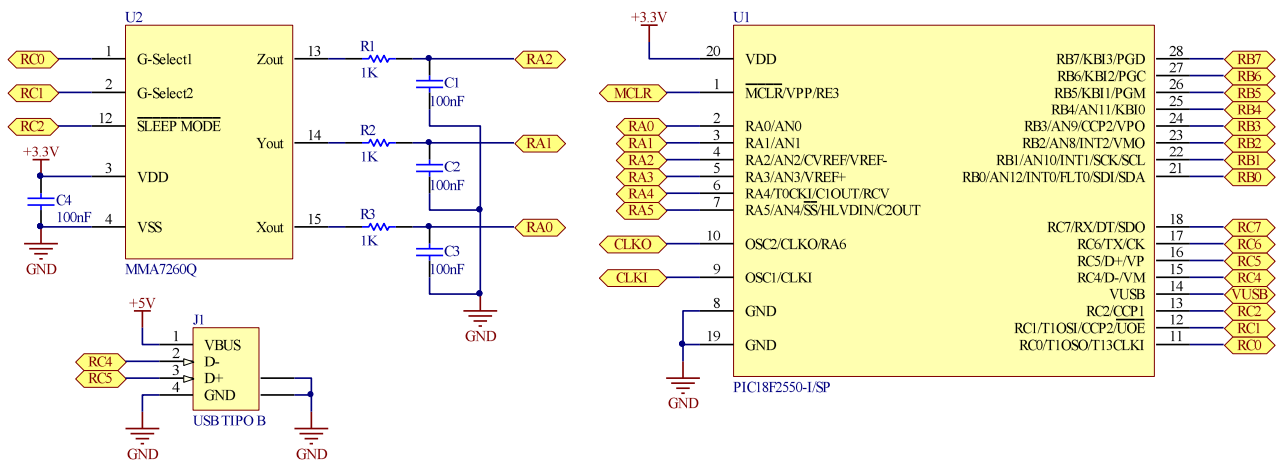 U2
RC0 1 G-Select1 Zout 13 R1 1K RA2
C1 100nF
RC1 2 G-Select2
RC2 12 SLEEP MODE
Yout 14 R2 1K RA1
C2 100nF
+3.3V
3 VDD
C4 100nF
4 VSS
GND
Xout 15 R3 1K RA0
C3 100nF
GND
MMA7260Q
+5V
J1
1 VBUS
RC4 2 D-
RC5 3 D+
4 GND
USB TIPO B
GND
GND
U1
+3.3V
20 VDD
MCLR 1 MCLR/VPP/RE3
RA0 2 RA0/AN0
RA1 3 RA1/AN1
RA2 4 RA2/AN2/CVREF/VREF-
RA3 5 RA3/AN3/VREF+
RA4 6 RA4/T0CKI/C1OUT/RCV
RA5 7 RA5/AN4/SS/HLVDIN/C2OUT
CLKO 10 OSC2/CLKO/RA6
CLKI 9 OSC1/CLKI
8 GND
19 GND
GND
RB7/KBI3/PGD 28 RB7
RB6/KBI2/PGC 27 RB6
RB5/KBI1/PGM 26 RB5
RB4/AN11/KBI0 25 RB4
RB3/AN9/CCP2/VPO 24 RB3
RB2/AN8/INT2/VMO 23 RB2
RB1/AN10/INT1/SCK/SCL 22 RB1
RB0/AN12/INT0/FLT0/SDI/SDA 21 RB0
RC7/RX/DT/SDO 18 RC7
RC6/TX/CK 17 RC6
RC5/D+/VP 16 RC5
RC4/D-/VM 15 RC4
VUSB 14 VUSB
RC2/CCP1 13 RC2
RC1/T1OSI/CCP2/UOE 12 RC1
RC0/T1OSO/T13CLKI 11 RC0
PIC18F2550-I/SP